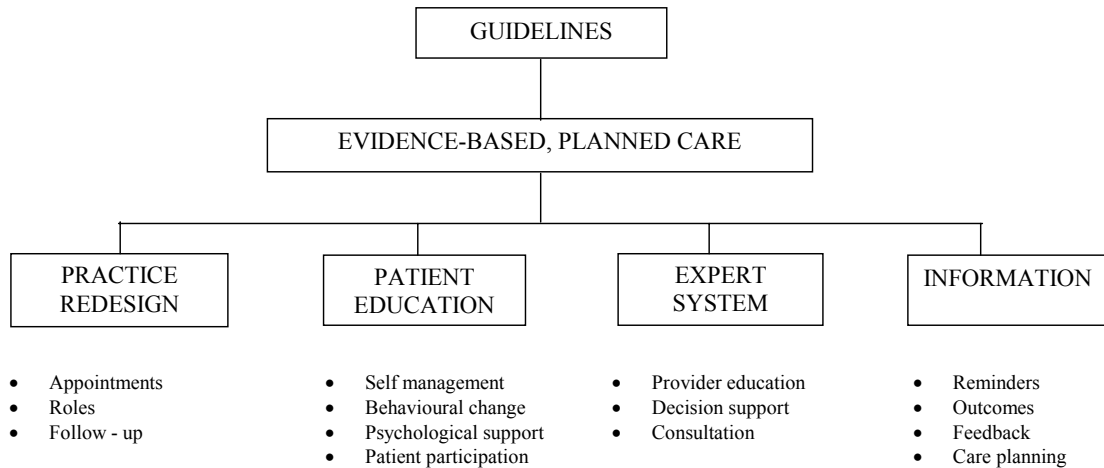 GUIDELINES
EVIDENCE-BASED, PLANNED CARE
PRACTICE
REDESIGN
PATIENT
EDUCATION
EXPERT
SYSTEM
INFORMATION
• Appointments
• Roles
• Follow - up
• Self management
• Behavioural change
• Psychological support
• Patient participation
• Provider education
• Decision support
• Consultation
• Reminders
• Outcomes
• Feedback
• Care planning